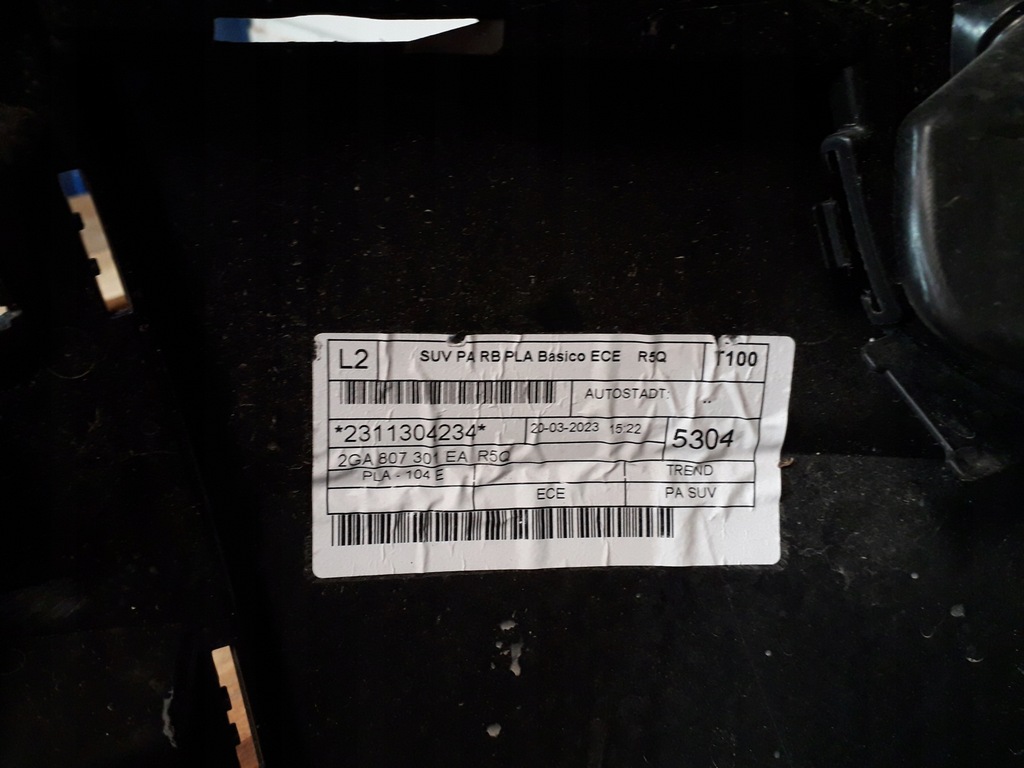 L2 SUV PA RB PLA Básico ECE R5Q T100
AUTOSTADT: ..
*2311304234* 20-03-2023 15:22 5304
2GA 807 301 EA R5Q
PLA - 104 E TREND
ECE PA SUV